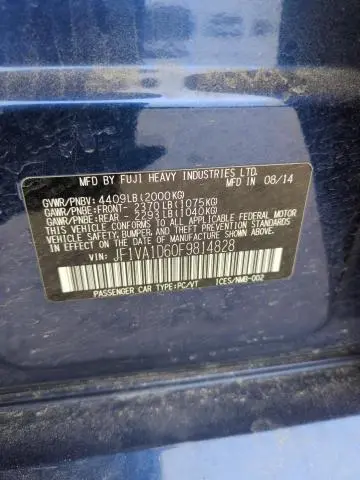 MFD BY FUJI HEAVY INDUSTRIES LTD.
MFD IN 08/14
GVWR/PNBV: 4409LB(2000KG)
GAWR/PNBE:FRONT- 2370LB(1075KG)
GAWR/PNBE:REAR - 2293LB(1040KG)
THIS VEHICLE CONFORMS TO ALL APPLICABLE FEDERAL MOTOR
VEHICLE SAFETY, BUMPER, AND THEFT PREVENTION STANDARDS
IN EFFECT ON THE DATE OF MANUFACTURE SHOWN ABOVE.
VIN: JF1VA1D60F9814828
PASSENGER CAR TYPE:PC/VT ICES/NMB-002